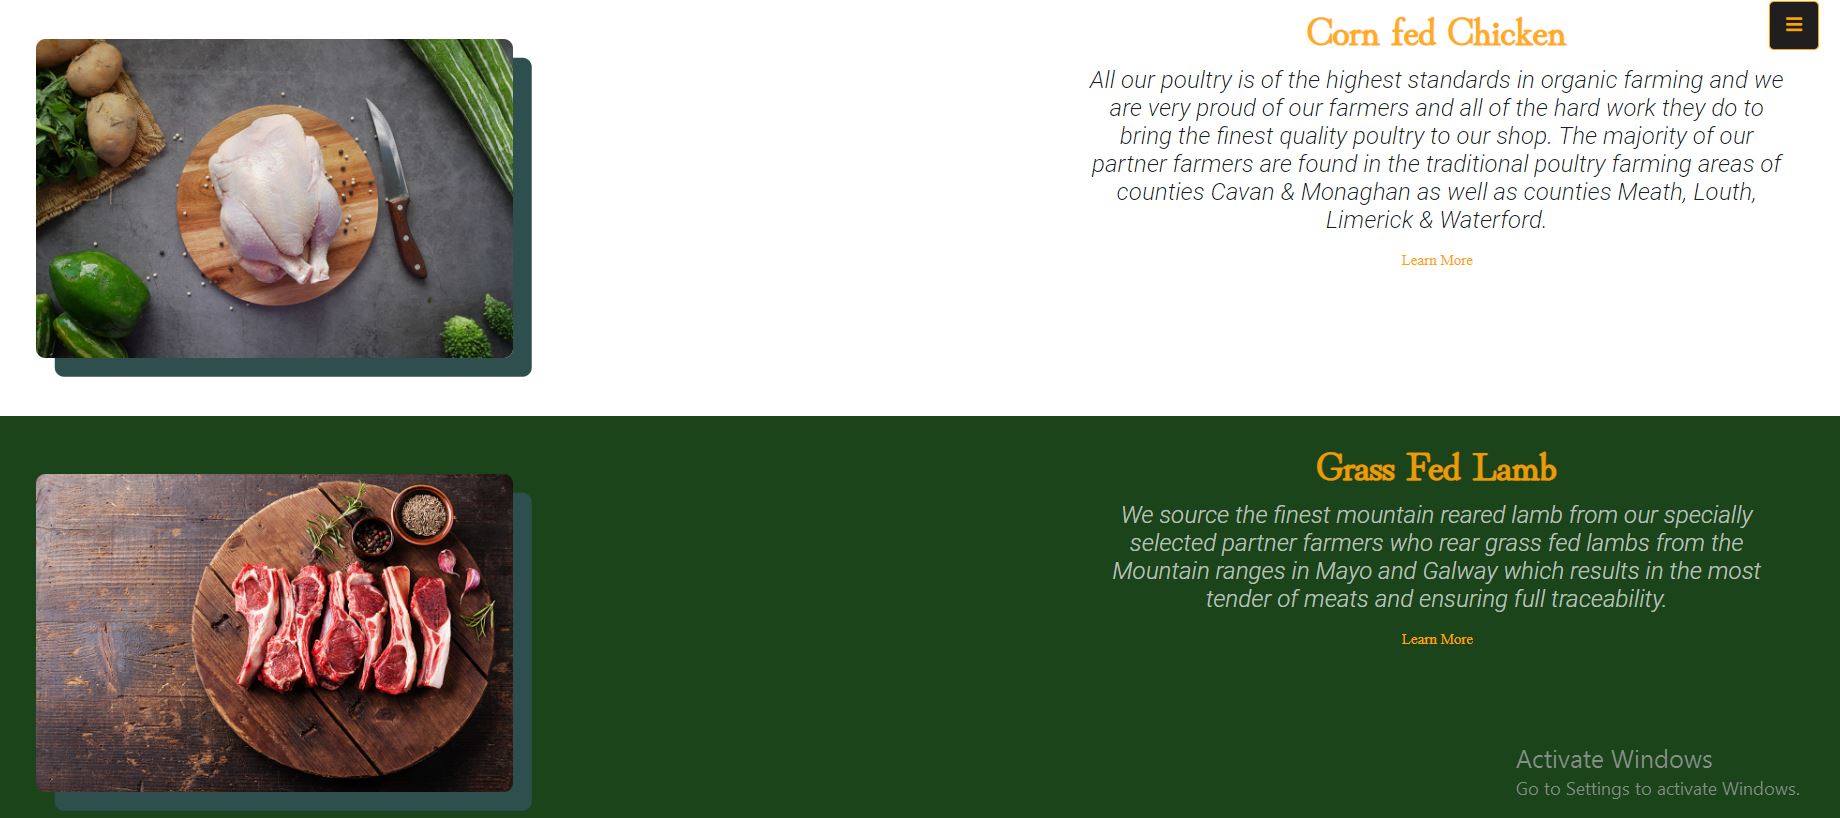 Corn fed Chicken
All our poultry is of the highest standards in organic farming and we
are very proud of our farmers and all of the hard work they do to
bring the finest quality poultry to our shop. The majority of our
partner farmers are found in the traditional poultry farming areas of
counties Cavan & Monaghan as well as counties Meath, Louth,
Limerick & Waterford.
Learn More
Grass Fed Lamb
We source the finest mountain reared lamb from our specially
selected partner farmers who rear grass fed lambs from the
Mountain ranges in Mayo and Galway which results in the most
tender of meats and ensuring full traceability.
Learn More
Activate Windows
Go to Settings to activate Windows.